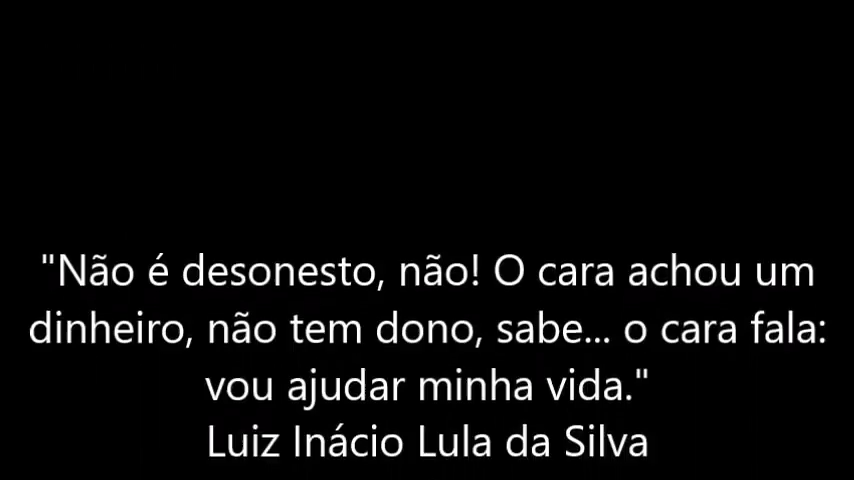 "Não é desonesto, não! O cara achou um
dinheiro, não tem dono, sabe... o cara fala:
vou ajudar minha vida."
Luiz Inácio Lula da Silva